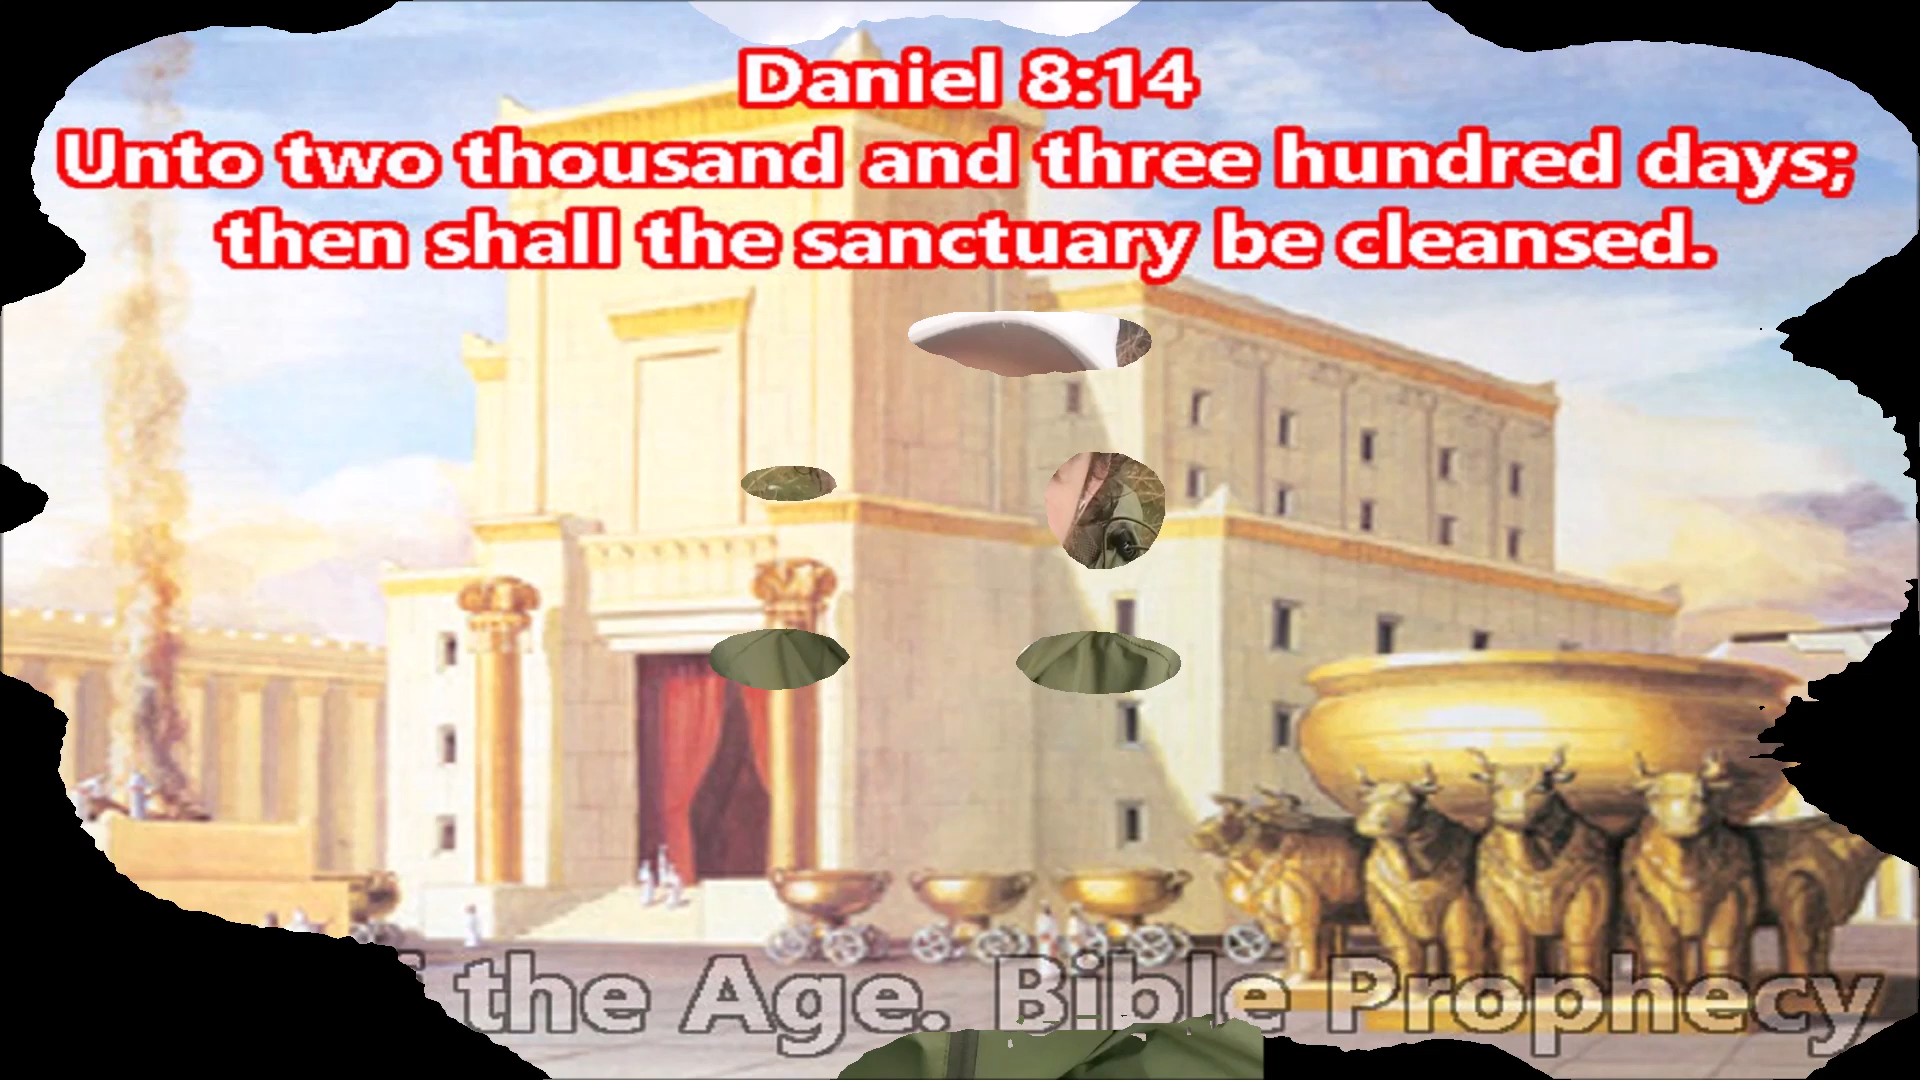 Daniel 8:14
Unto two thousand and three hundred days;
then shall the sanctuary be cleansed.
the Age. Bible Prophecy